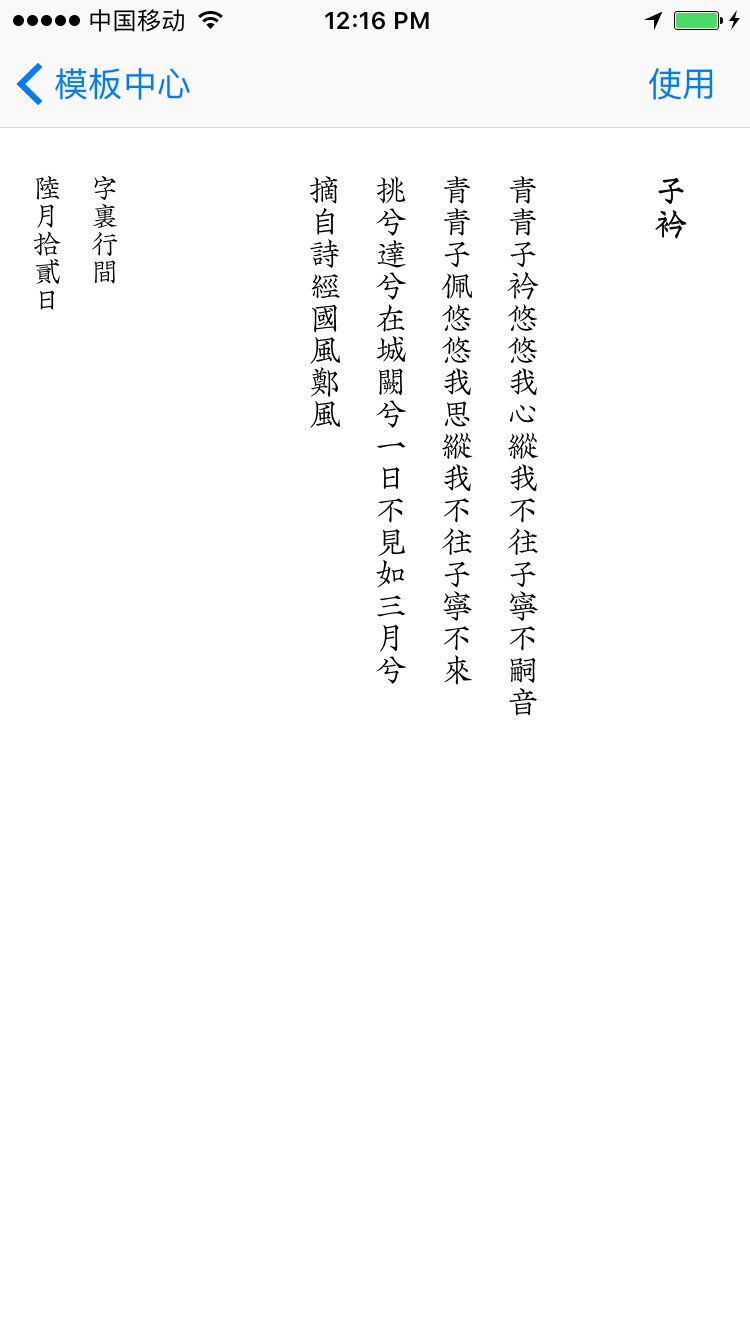 中国移动
12:16 PM
模板中心
使用
子衿
青青子衿悠悠我心縱我不往子寧不嗣音
青青子佩悠悠我思縱我不往子寧不來
挑兮達兮在城闕兮一日不見如三月兮
摘自詩經國風鄭風
字裏行間
陸月拾貳日